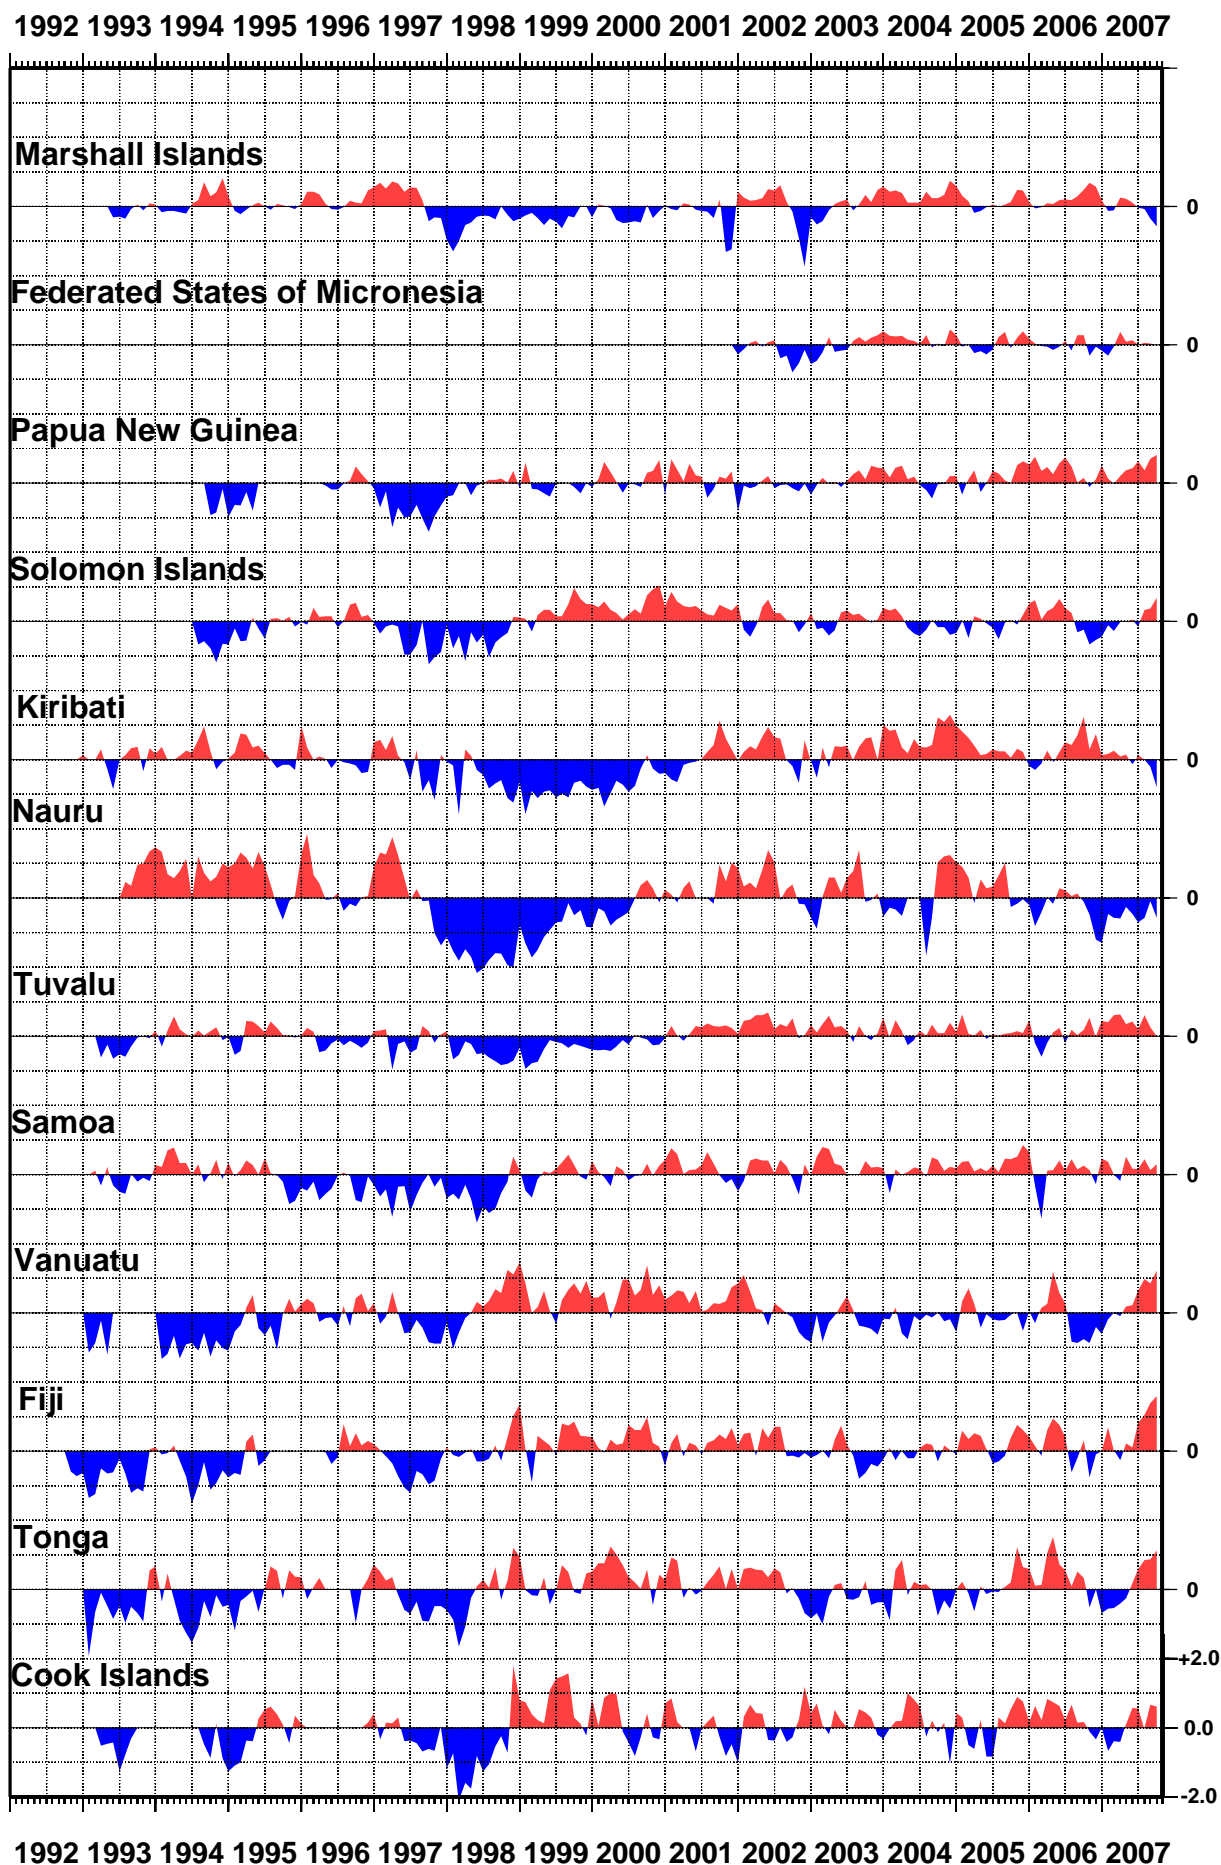 1992 1993 1994 1995 1996 1997 1998 1999 2000 2001 2002 2003 2004 2005 2006 2007
Marshall Islands
0
Federated States of Micronesia
0
Papua New Guinea
0
Solomon Islands
0
Kiribati
0
Nauru
0
Tuvalu
0
Samoa
0
Vanuatu
0
Fiji
0
Tonga
0
+2.0
Cook Islands
0.0
-2.0
1992 1993 1994 1995 1996 1997 1998 1999 2000 2001 2002 2003 2004 2005 2006 2007